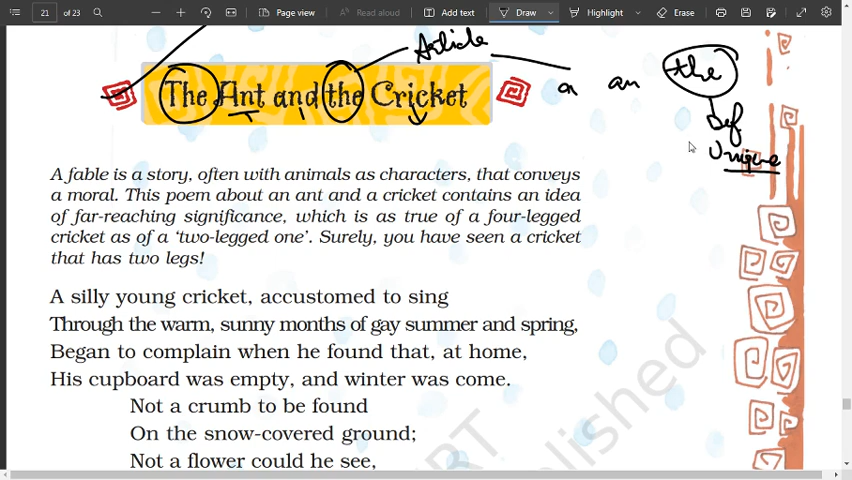 21 of 23
Page view
Read aloud
Add text
Draw
Highlight
Erase
Article
The Ant and the Cricket
a an the
Def
Unique
A fable is a story, often with animals as characters, that conveys
a moral. This poem about an ant and a cricket contains an idea
of far-reaching significance, which is as true of a four-legged
cricket as of a ‘two-legged one’. Surely, you have seen a cricket
that has two legs!
A silly young cricket, accustomed to sing
Through the warm, sunny months of gay summer and spring,
Began to complain when he found that, at home,
His cupboard was empty, and winter was come.
Not a crumb to be found
On the snow-covered ground;
Not a flower could he see,